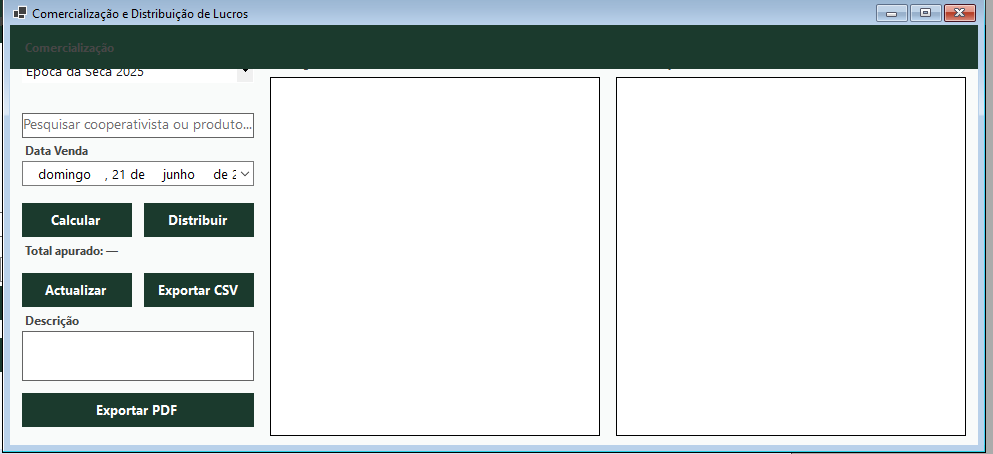 Comercialização e Distribuição de Lucros
Comercialização
Época da Seca 2025
Pesquisar cooperativista ou produto...
Data Venda
domingo , 21 de junho de 2
Calcular
Distribuir
Total apurado: —
Actualizar
Exportar CSV
Descrição
Exportar PDF